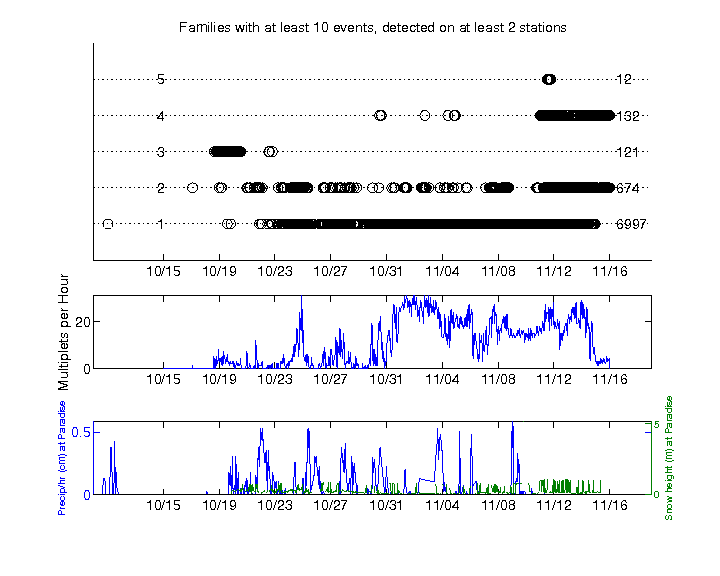 Families with at least 10 events, detected on at least 2 stations
5 12
4 132
3 121
2 674
1 6997
10/15 10/19 10/23 10/27 10/31 11/04 11/08 11/12 11/16
Multiplets per Hour
20
0
10/15 10/19 10/23 10/27 10/31 11/04 11/08 11/12 11/16
Precip/hr (cm) at Paradise
0.5
0
5
0
Snow height (m) at Paradise
10/15 10/19 10/23 10/27 10/31 11/04 11/08 11/12 11/16